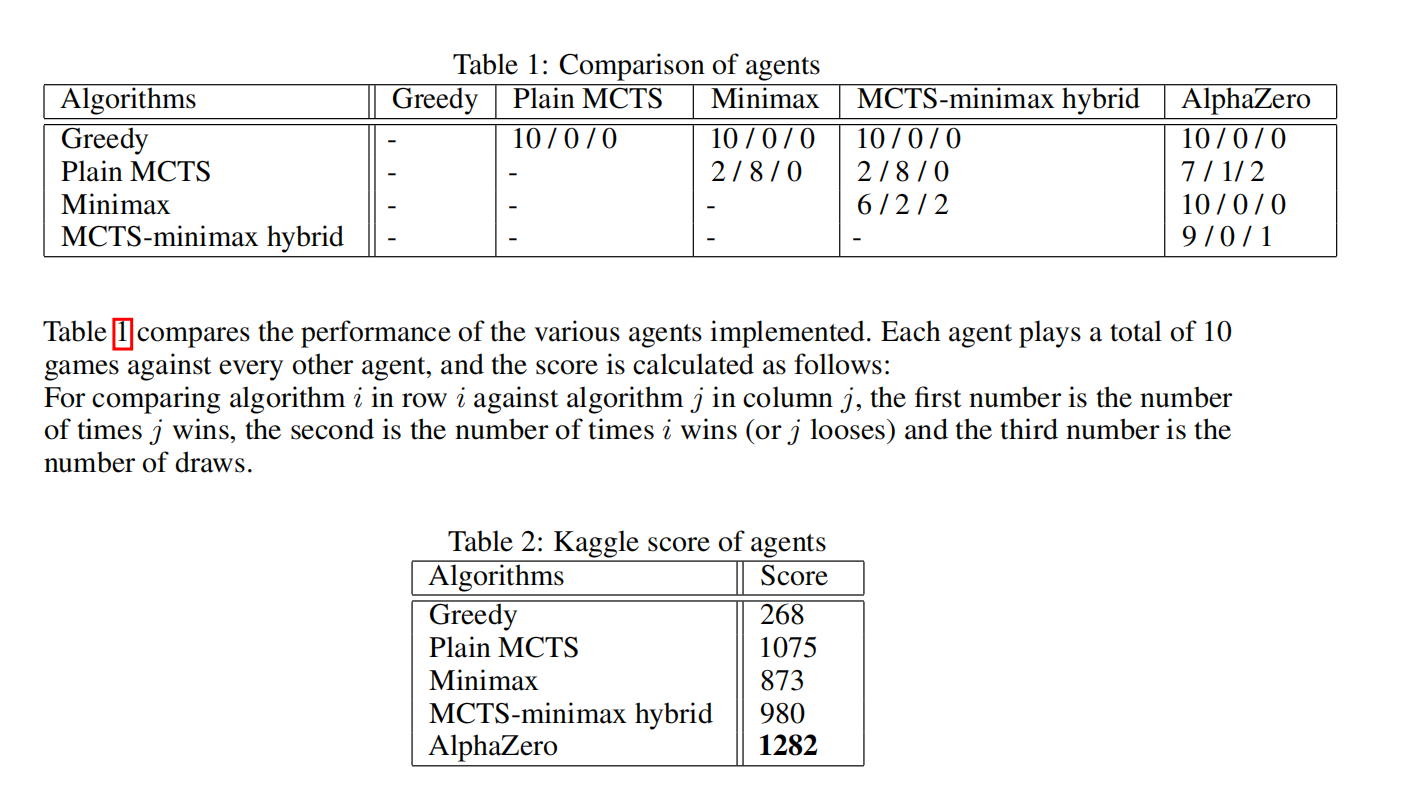 Table 1: Comparison of agents
Algorithms Greedy Plain MCTS Minimax MCTS-minimax hybrid AlphaZero
Greedy - 10 / 0 / 0 10 / 0 / 0 10 / 0 / 0 10 / 0 / 0
Plain MCTS - - 2 / 8 / 0 2 / 8 / 0 7 / 1/ 2
Minimax - - - 6 / 2 / 2 10 / 0 / 0
MCTS-minimax hybrid - - - - 9 / 0 / 1
Table 1 compares the performance of the various agents implemented. Each agent plays a total of 10
games against every other agent, and the score is calculated as follows:
For comparing algorithm i in row i against algorithm j in column j, the first number is the number
of times j wins, the second is the number of times i wins (or j looses) and the third number is the
number of draws.
Table 2: Kaggle score of agents
Algorithms Score
Greedy 268
Plain MCTS 1075
Minimax 873
MCTS-minimax hybrid 980
AlphaZero 1282